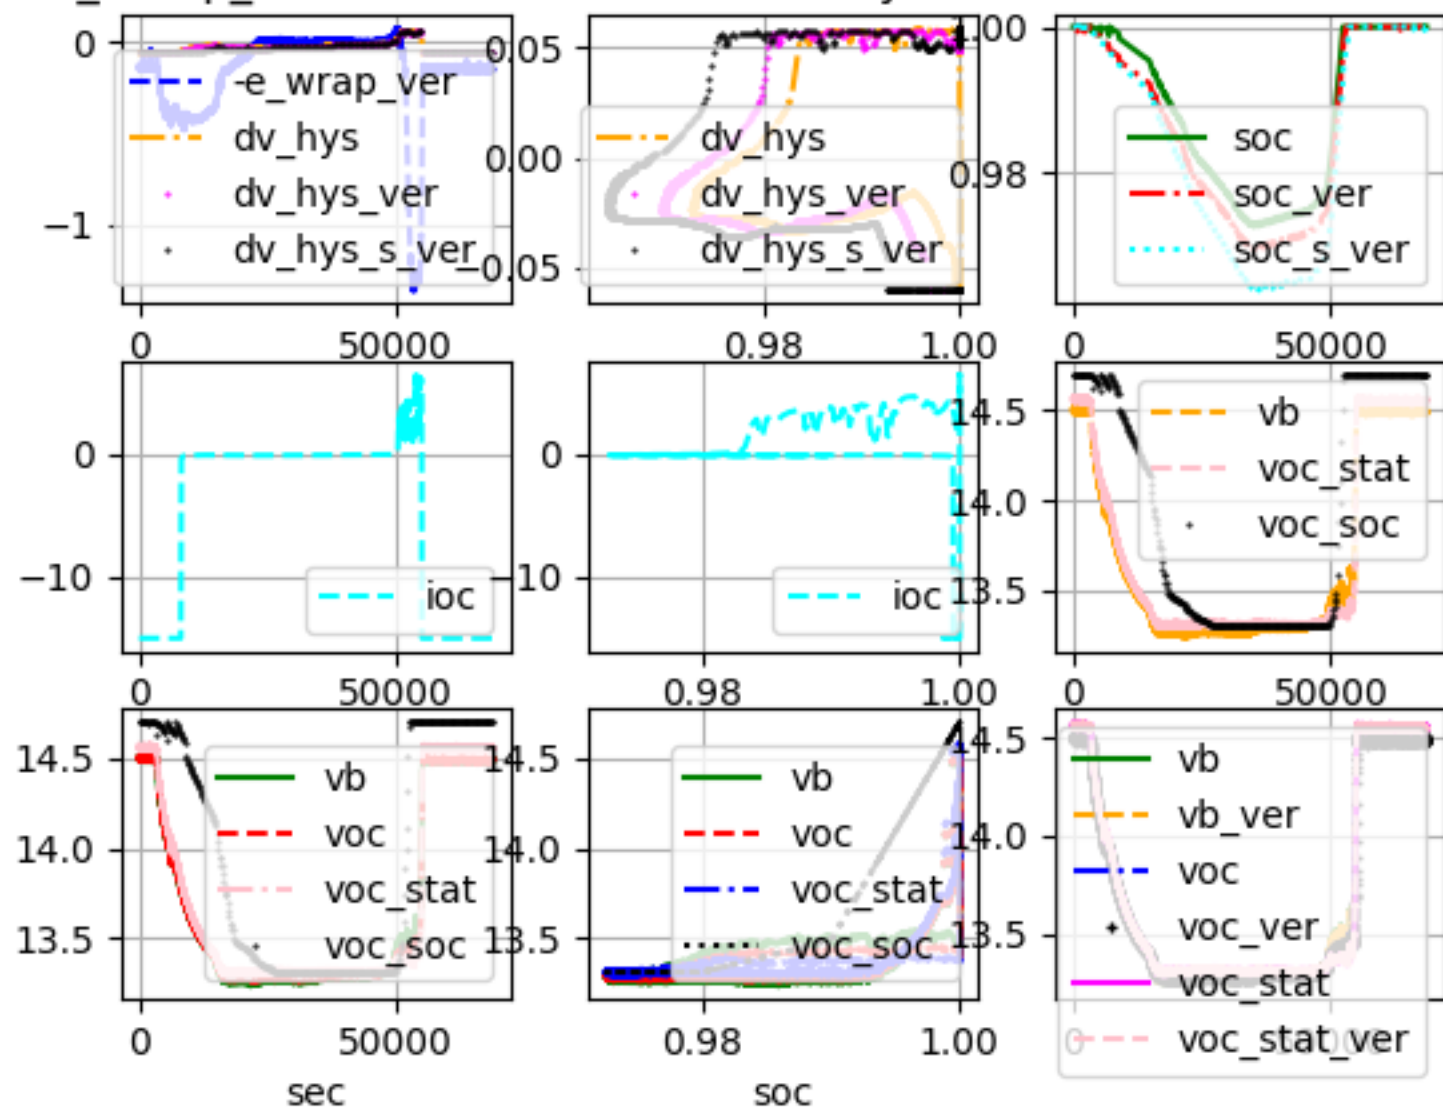 0
−1
-e_wrap_ver
dv_hys
dv_hys_ver
dv_hys_s_ver
0 50000
0.05
0.00
dv_hys
dv_hys_ver
dv_hys_s_ver
0.98 1.00
1.00
0.98
soc
soc_ver
soc_s_ver
0 50000
0
−10
ioc
0 50000
0
ioc
0.98 1.00
14.5
14.0
13.5
vb
voc_stat
voc_soc
0 50000
14.5
14.0
13.5
vb
voc
voc_stat
voc_soc
0 50000
sec
14.5
14.0
13.5
vb
voc
voc_stat
voc_soc
0.98 1.00
soc
14.5
14.0
13.5
vb
vb_ver
voc
voc_ver
voc_stat
voc_stat_ver
0 50000